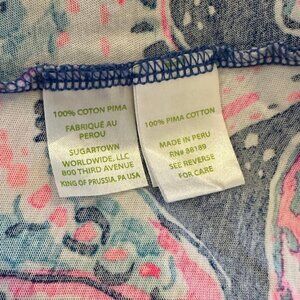 100% COTON PIMA
FABRIQUÉ AU
PEROU
SUGARTOWN
WORLDWIDE, LLC
800 THIRD AVENUE
KING OF PRUSSIA, PA USA
100% PIMA COTTON
MADE IN PERU
RN# 86189
SEE REVERSE
FOR CARE